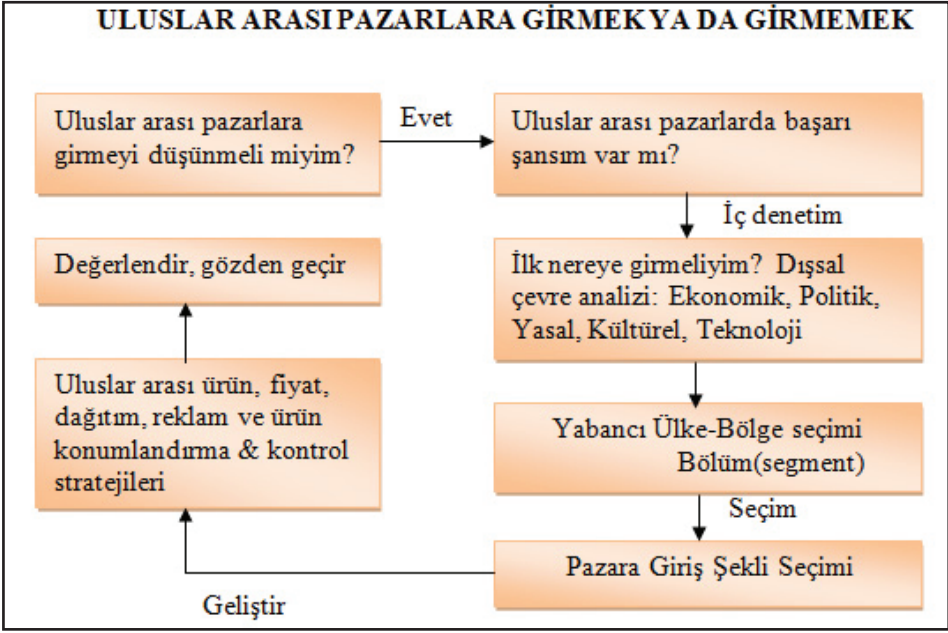 ULUSLAR ARASI PAZARLARA GİRMEK YA DA GİRMEMEK
Uluslar arası pazarlara
girmeyi düşünmeli miyim?
Evet
Uluslar arası pazarlarda başarı
şansım var mı?
İç denetim
İlk nereye girmeliyim? Dışsal
çevre analizi: Ekonomik, Politik,
Yasal, Kültürel, Teknoloji
Yabancı Ülke-Bölge seçimi
Bölüm(segment)
Seçim
Pazara Giriş Şekli Seçimi
Geliştir
Uluslar arası ürün, fiyat,
dağıtım, reklam ve ürün
konumlandırma & kontrol
stratejileri
Değerlendir, gözden geçir